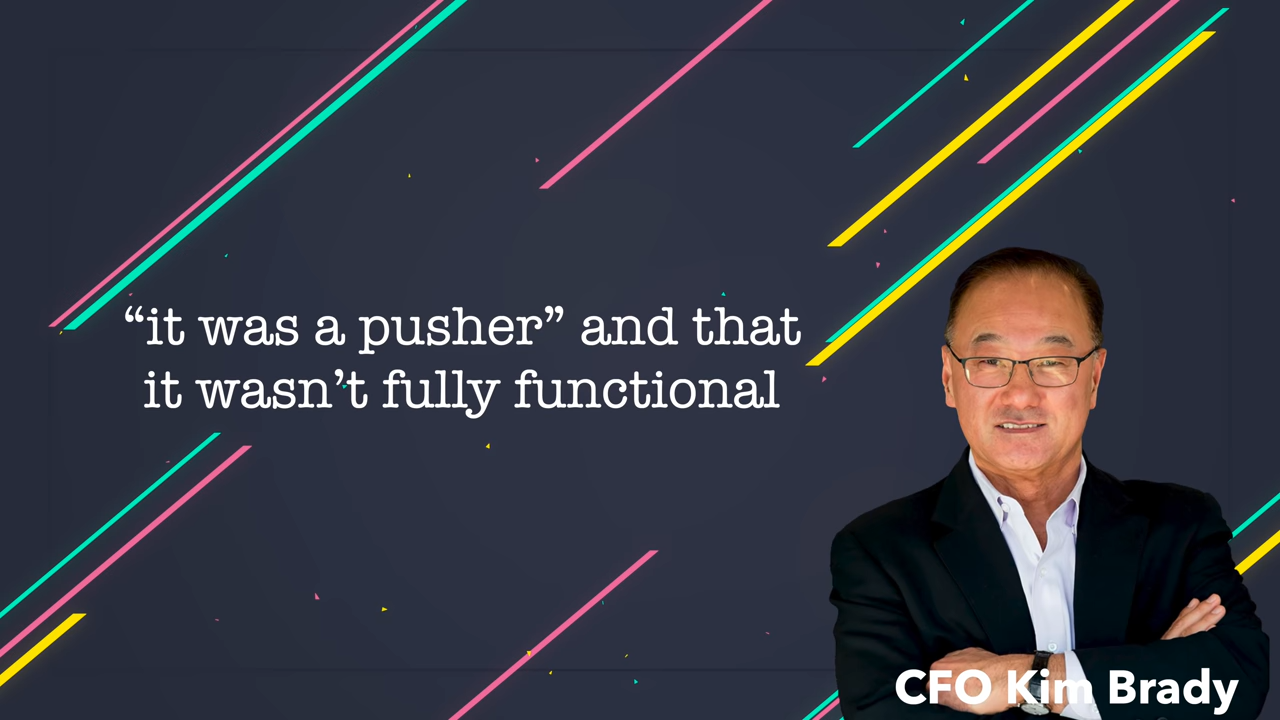 “it was a pusher” and that
it wasn’t fully functional
CFO Kim Brady